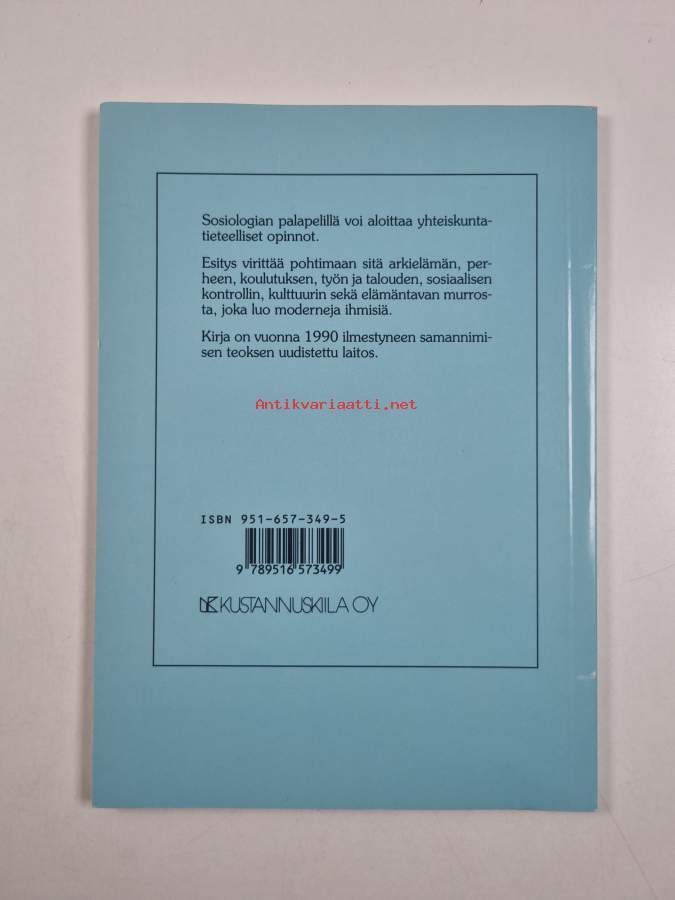 Sosiologian palapelillä voi aloittaa yhteiskunta-
tieteelliset opinnot.
Esitys virittää pohtimaan sitä arkielämän, per-
heen, koulutuksen, työn ja talouden, sosiaalisen
kontrollin, kulttuurin sekä elämäntavan murros-
ta, joka luo moderneja ihmisiä.
Kirja on vuonna 1990 ilmestyneen samannimi-
sen teoksen uudistettu laitos.
Antikvariaatti.net
ISBN 951-657-349-5
9 789516 573499
KUSTANNUSKIILA OY